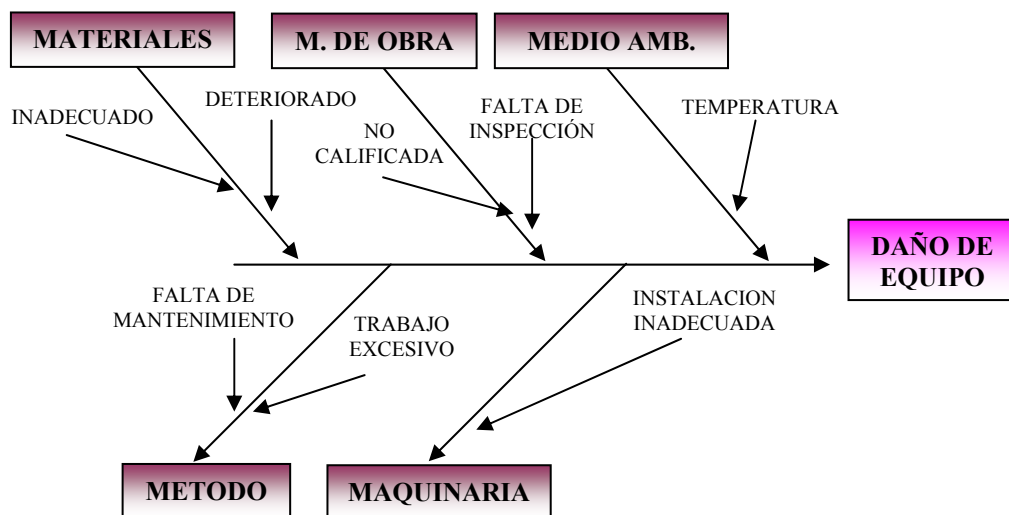 MATERIALES
M. DE OBRA
MEDIO AMB.
INADECUADO
DETERIORADO
NO
CALIFICADA
FALTA DE
INSPECCIÓN
TEMPERATURA
DAÑO DE
EQUIPO
FALTA DE
MANTENIMIENTO
TRABAJO
EXCESIVO
INSTALACION
INADECUADA
METODO
MAQUINARIA